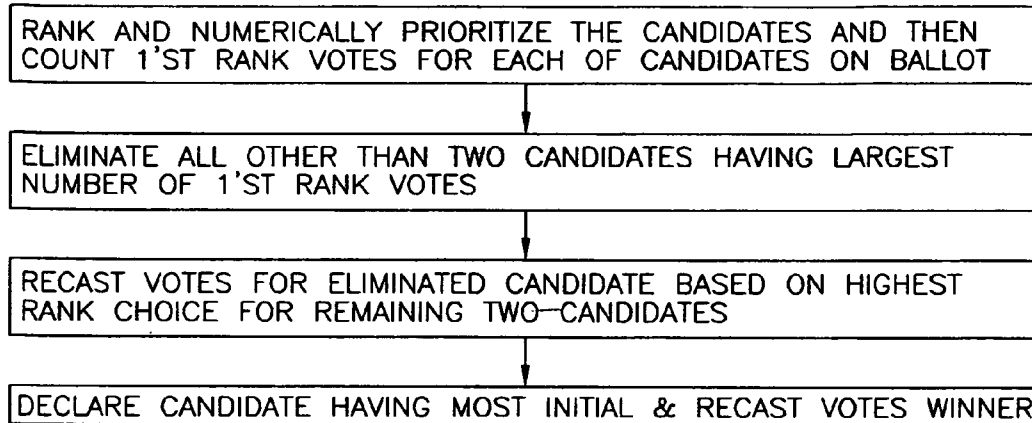 RANK AND NUMERICALLY PRIORITIZE THE CANDIDATES AND THEN
COUNT 1'ST RANK VOTES FOR EACH OF CANDIDATES ON BALLOT
ELIMINATE ALL OTHER THAN TWO CANDIDATES HAVING LARGEST
NUMBER OF 1'ST RANK VOTES
RECAST VOTES FOR ELIMINATED CANDIDATE BASED ON HIGHEST
RANK CHOICE FOR REMAINING TWO-CANDIDATES
DECLARE CANDIDATE HAVING MOST INITIAL & RECAST VOTES WINNER